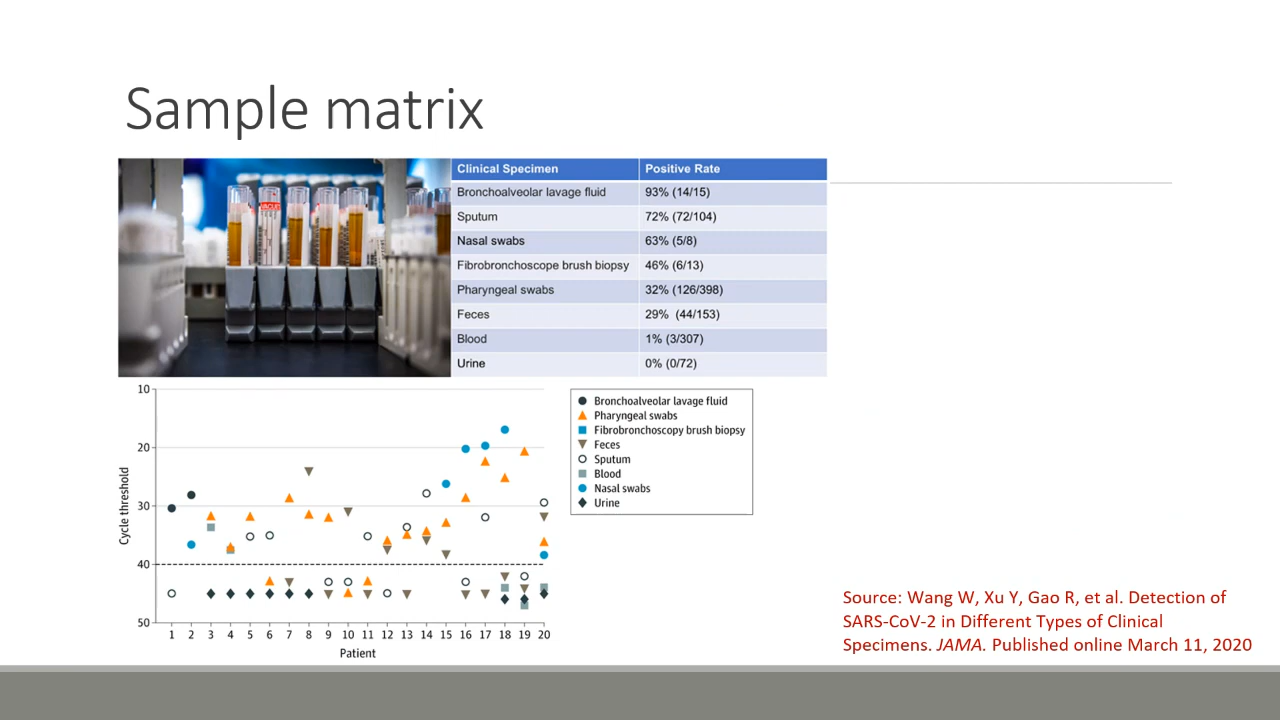 Sample matrix
Clinical Specimen Positive Rate
Bronchoalveolar lavage fluid 93% (14/15)
Sputum 72% (72/104)
Nasal swabs 63% (5/8)
Fibrobronchoscope brush biopsy 46% (6/13)
Pharyngeal swabs 32% (126/398)
Feces 29% (44/153)
Blood 1% (3/307)
Urine 0% (0/72)
10
20
30
40
50
Cycle threshold
1 2 3 4 5 6 7 8 9 10 11 12 13 14 15 16 17 18 19 20
Patient
Bronchoalveolar lavage fluid
Pharyngeal swabs
Fibrobronchoscopy brush biopsy
Feces
Sputum
Blood
Nasal swabs
Urine
Source: Wang W, Xu Y, Gao R, et al. Detection of
SARS-CoV-2 in Different Types of Clinical
Specimens. JAMA. Published online March 11, 2020